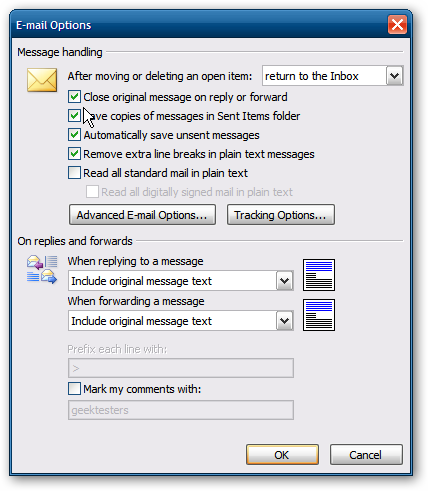 E-mail Options
Message handling
After moving or deleting an open item: return to the Inbox
Close original message on reply or forward
ave copies of messages in Sent Items folder
Automatically save unsent messages
Remove extra line breaks in plain text messages
Read all standard mail in plain text
Read all digitally signed mail in plain text
Advanced E-mail Options... Tracking Options...
On replies and forwards
When replying to a message
Include original message text
When forwarding a message
Include original message text
Prefix each line with:
>
Mark my comments with:
geektesters
OK Cancel